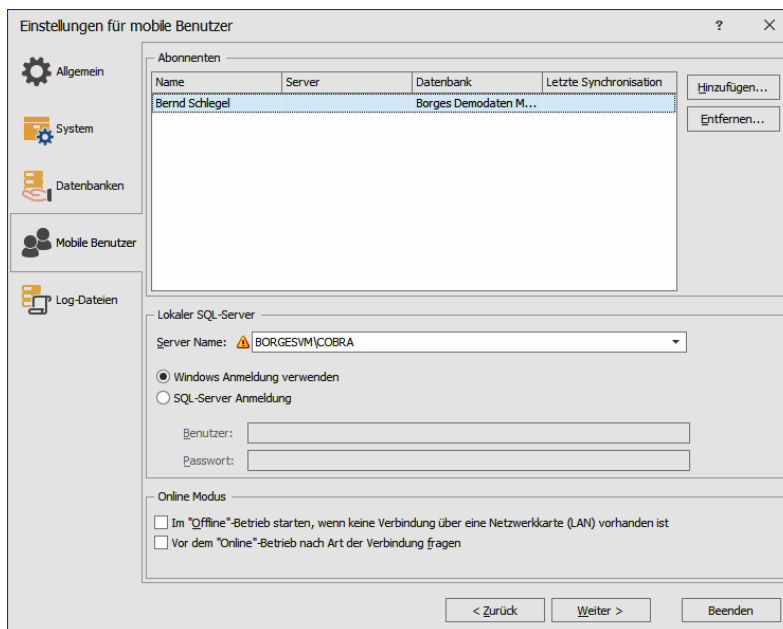 Einstellungen für mobile Benutzer
?
Allgemein
System
Datenbanken
Mobile Benutzer
Log-Dateien
Abonnenten
Name Server Datenbank Letzte Synchronisation
Bernd Schlegel Borges Demodaten M...
Hinzufügen...
Entfernen...
Lokaler SQL-Server
Server Name: BORGESVM\COBRA
Windows Anmeldung verwenden
SQL-Server Anmeldung
Benutzer:
Passwort:
Online Modus
Im "Offline"-Betrieb starten, wenn keine Verbindung über eine Netzwerkkarte (LAN) vorhanden ist
Vor dem "Online"-Betrieb nach Art der Verbindung fragen
< Zurück
Weiter >
Beenden